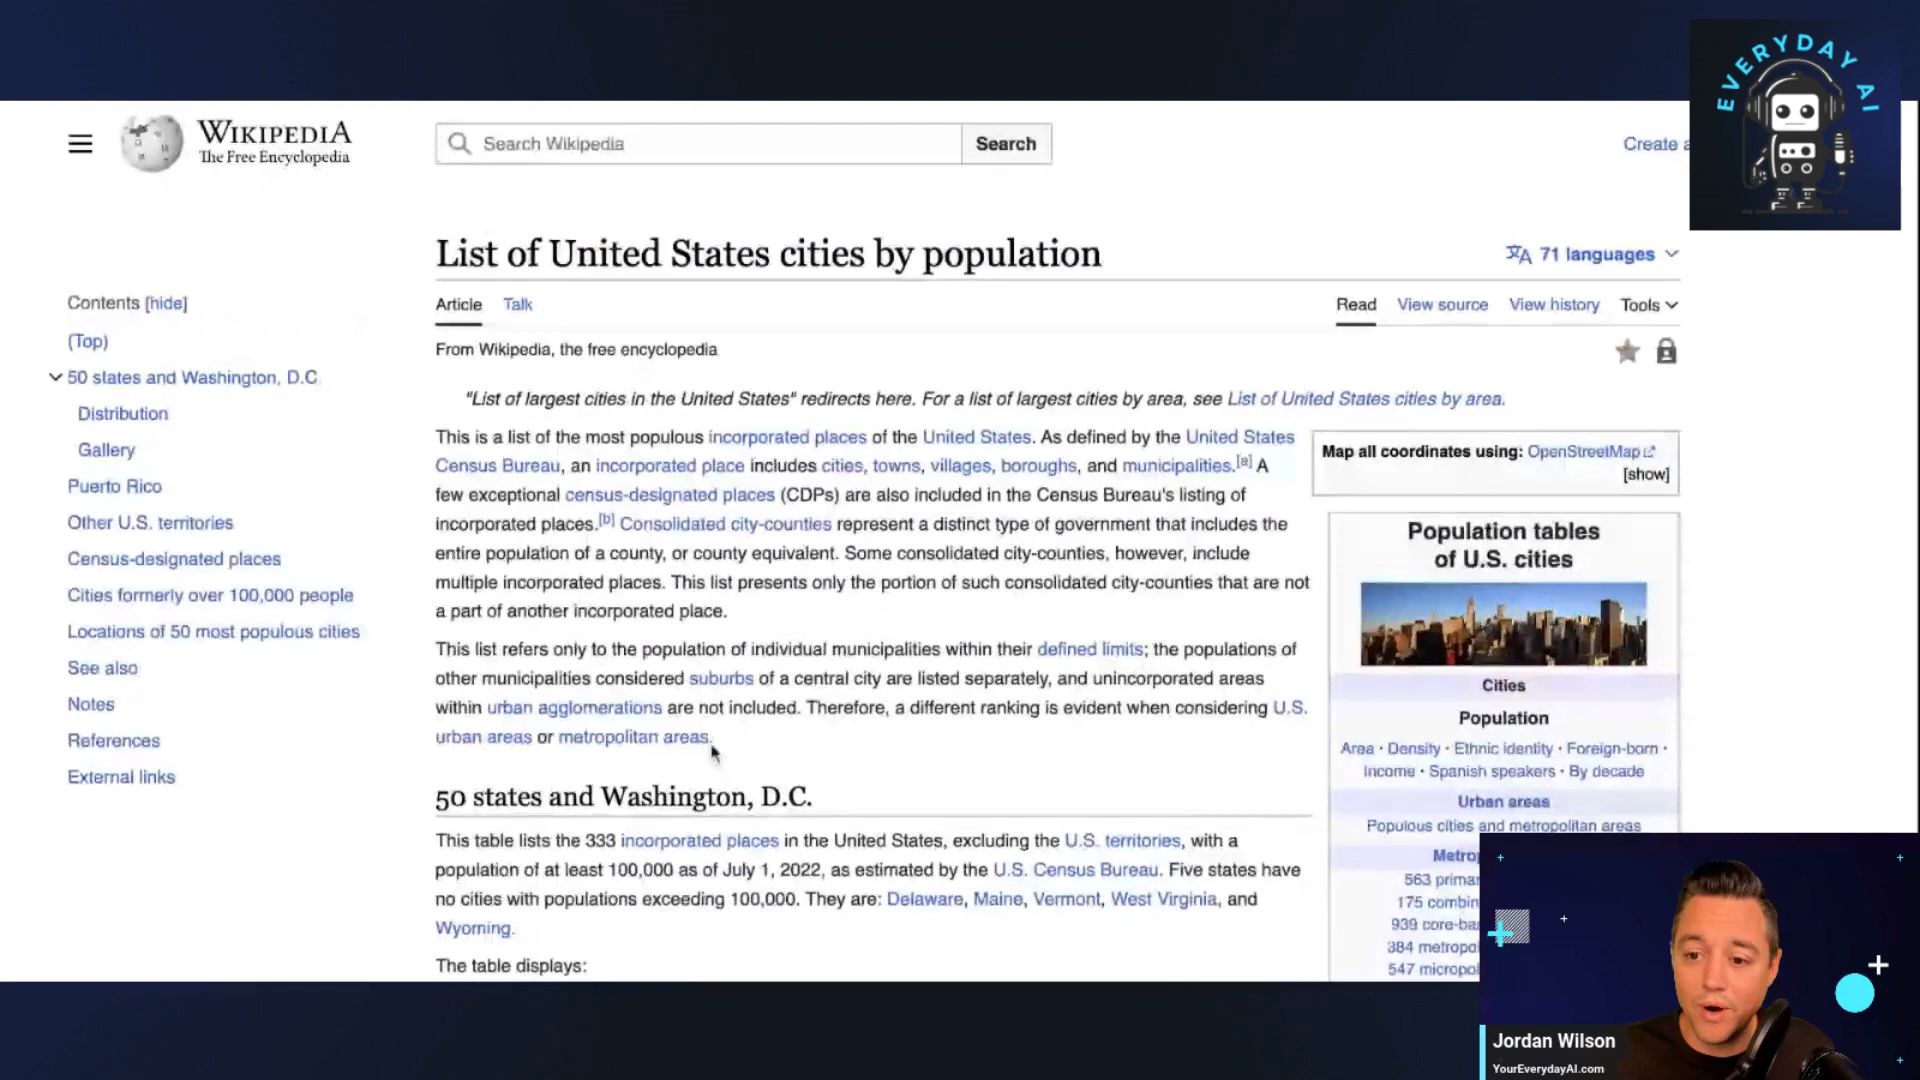 EVERYDAY AI
WIKIPEDIA
The Free Encyclopedia
Search Wikipedia
Search
Create
List of United States cities by population
71 languages
Article
Talk
Read
View source
View history
Tools
From Wikipedia, the free encyclopedia
Contents [hide]
(Top)
50 states and Washington, D.C.
Distribution
Gallery
Puerto Rico
Other U.S. territories
Census-designated places
Cities formerly over 100,000 people
Locations of 50 most populous cities
See also
Notes
References
External links
"List of largest cities in the United States" redirects here. For a list of largest cities by area, see List of United States cities by area.
This is a list of the most populous incorporated places of the United States. As defined by the United States
Census Bureau, an incorporated place includes cities, towns, villages, boroughs, and municipalities.[a] A
few exceptional census-designated places (CDPs) are also included in the Census Bureau's listing of
incorporated places.[b] Consolidated city-counties represent a distinct type of government that includes the
entire population of a county, or county equivalent. Some consolidated city-counties, however, include
multiple incorporated places. This list presents only the portion of such consolidated city-counties that are not
a part of another incorporated place.
This list refers only to the population of individual municipalities within their defined limits; the populations of
other municipalities considered suburbs of a central city are listed separately, and unincorporated areas
within urban agglomerations are not included. Therefore, a different ranking is evident when considering U.S.
urban areas or metropolitan areas.
50 states and Washington, D.C.
This table lists the 333 incorporated places in the United States, excluding the U.S. territories, with a
population of at least 100,000 as of July 1, 2022, as estimated by the U.S. Census Bureau. Five states have
no cities with populations exceeding 100,000. They are: Delaware, Maine, Vermont, West Virginia, and
Wyoming.
The table displays:
Map all coordinates using: OpenStreetMap
[show]
Population tables
of U.S. cities
Cities
Population
Area · Density · Ethnic identity · Foreign-born ·
Income · Spanish speakers · By decade
Urban areas
Populous cities and metropolitan areas
Metro
563 primar
175 combin
939 core-ba
384 metropol
547 micropol
Jordan Wilson
YourEverydayAI.com